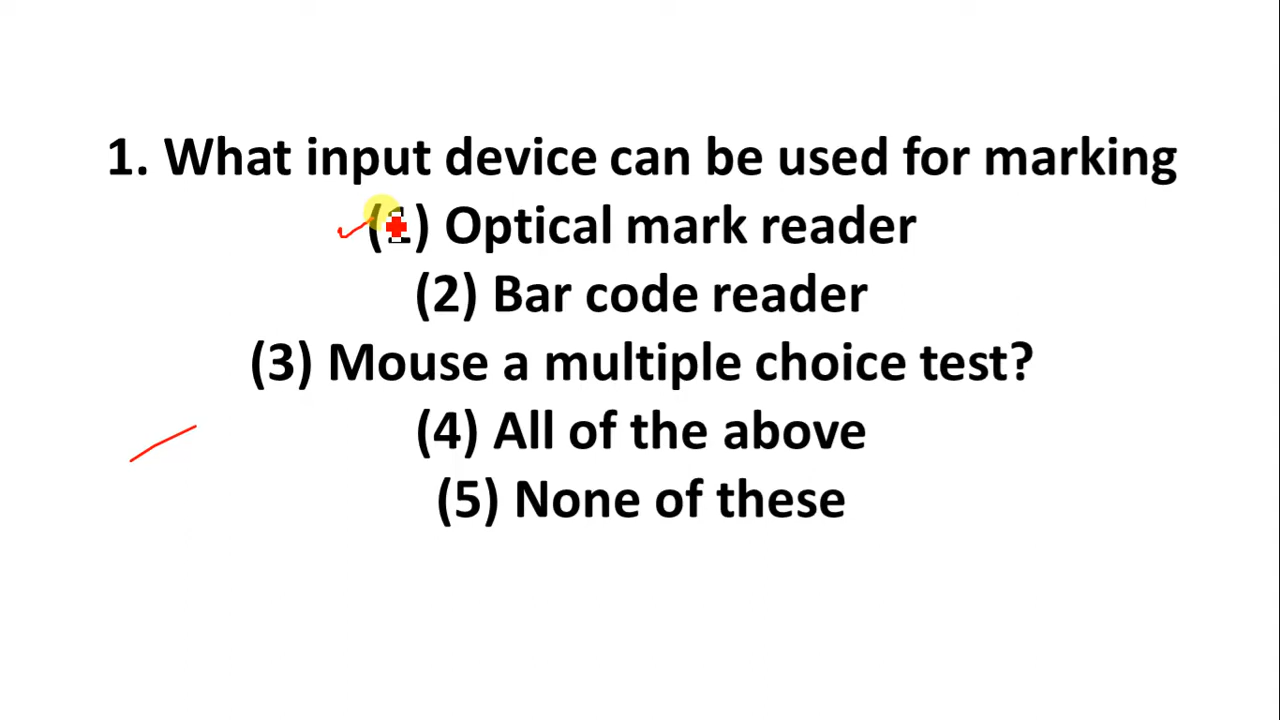 1. What input device can be used for marking
(1) Optical mark reader
(2) Bar code reader
(3) Mouse a multiple choice test?
(4) All of the above
(5) None of these